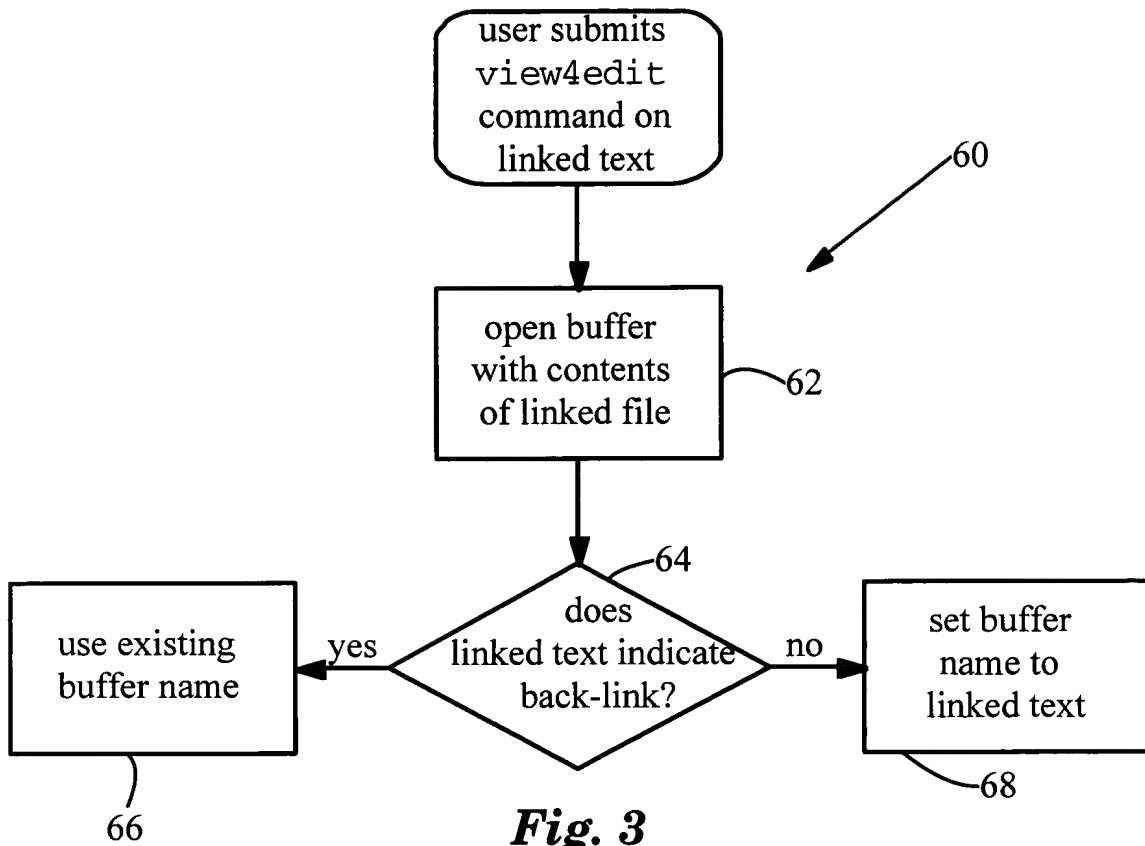 user submits
view4edit
command on
linked text
60
open buffer
with contents
of linked file
62
64
does
linked text indicate
back-link?
yes
no
use existing
buffer name
set buffer
name to
linked text
66
68
Fig. 3